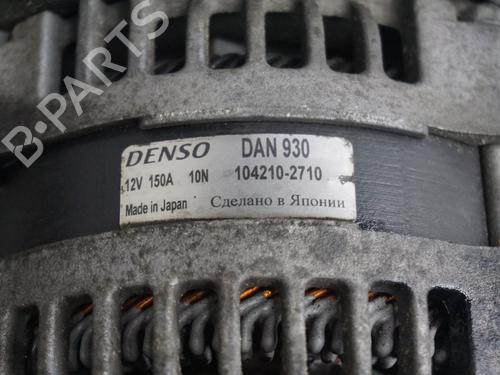 B-PARTS
DENSO DAN 930
12V 150A 10N 104210-2710
Made in Japan Сделано в Японии